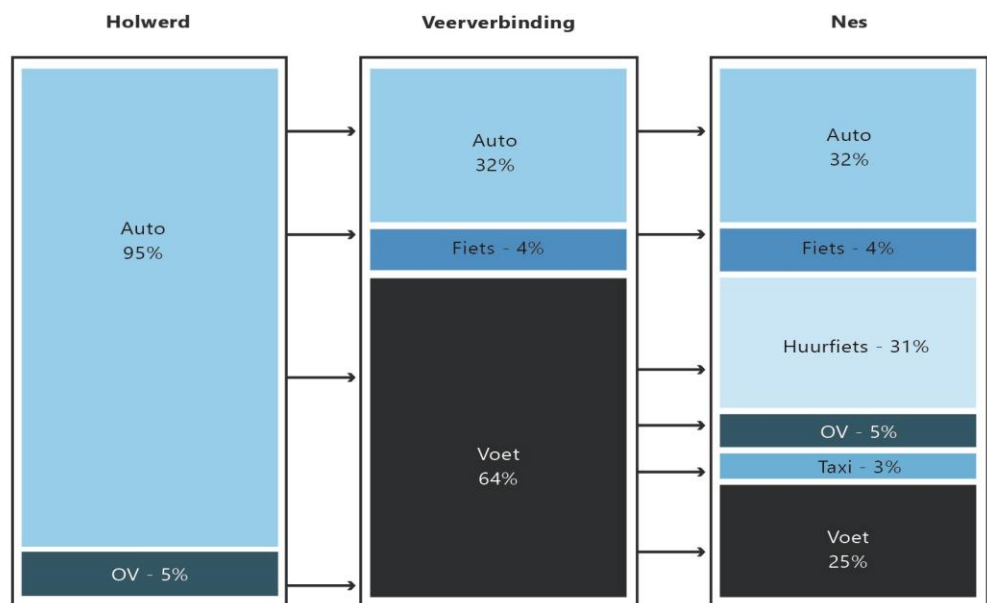 Holwerd
Veerverbinding
Nes
Auto
95%
OV - 5%
Auto
32%
Fiets - 4%
Voet
64%
Auto
32%
Fiets - 4%
Huurfiets - 31%
OV - 5%
Taxi - 3%
Voet
25%